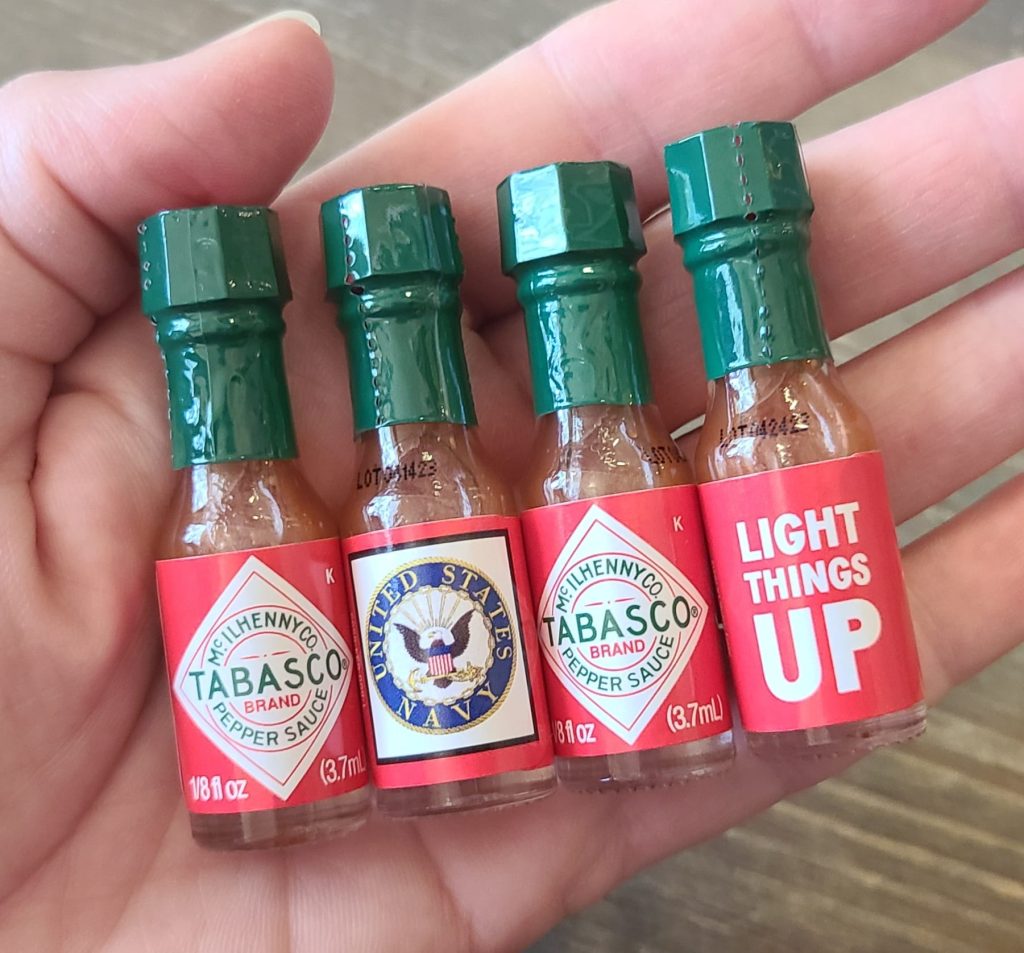 K
McILHENNY CO.
TABASCO®
BRAND
PEPPER SAUCE
1/8 fl oz
(3.7mL
UNITED STATES
NAVY
K
McILHENNY CO.
TABASCO®
BRAND
PEPPER SAUCE
/8 fl oz
(3.7mL)
LOT042423
LIGHT
THINGS
UP